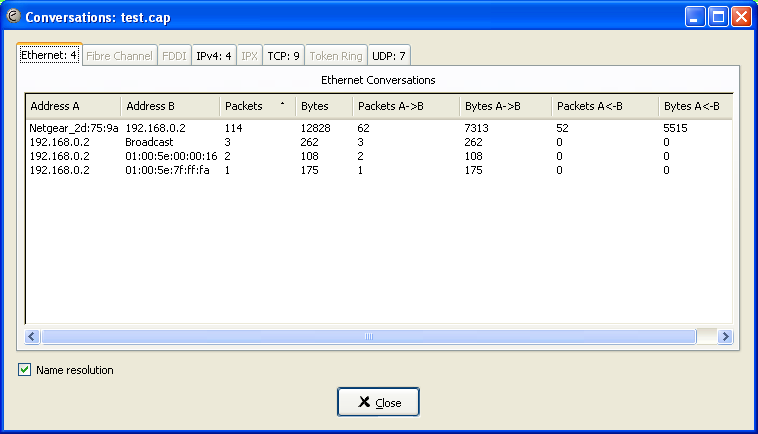 Conversations: test.cap
Ethernet: 4 Fibre Channel FDDI IPv4: 4 IPX TCP: 9 Token Ring UDP: 7
Ethernet Conversations
Address A Address B Packets Bytes Packets A->B Bytes A->B Packets A<-B Bytes A<-B
Netgear_2d:75:9a 192.168.0.2 114 12828 62 7313 52 5515
192.168.0.2 Broadcast 3 262 3 262 0 0
192.168.0.2 01:00:5e:00:00:16 2 108 2 108 0 0
192.168.0.2 01:00:5e:7f:ff:fa 1 175 1 175 0 0
Name resolution
Close